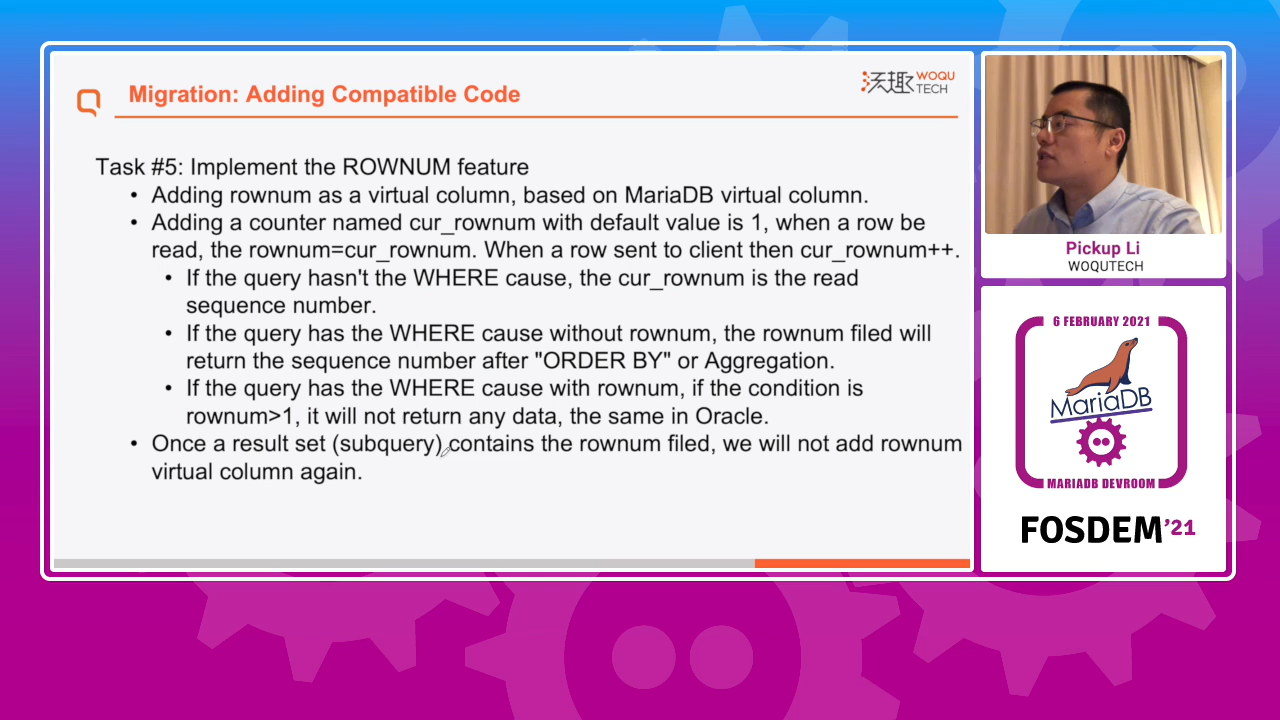 Migration: Adding Compatible Code
沃趣 WOQU
TECH
Task #5: Implement the ROWNUM feature
• Adding rownum as a virtual column, based on MariaDB virtual column.
• Adding a counter named cur_rownum with default value is 1, when a row be
read, the rownum=cur_rownum. When a row sent to client then cur_rownum++.
• If the query hasn't the WHERE cause, the cur_rownum is the read
sequence number.
• If the query has the WHERE cause without rownum, the rownum filed will
return the sequence number after "ORDER BY" or Aggregation.
• If the query has the WHERE cause with rownum, if the condition is
rownum>1, it will not return any data, the same in Oracle.
• Once a result set (subquery) contains the rownum filed, we will not add rownum
virtual column again.
Pickup Li
WOQUTECH
6 FEBRUARY 2021
MariaDB
MARIADB DEVROOM
FOSDEM'21